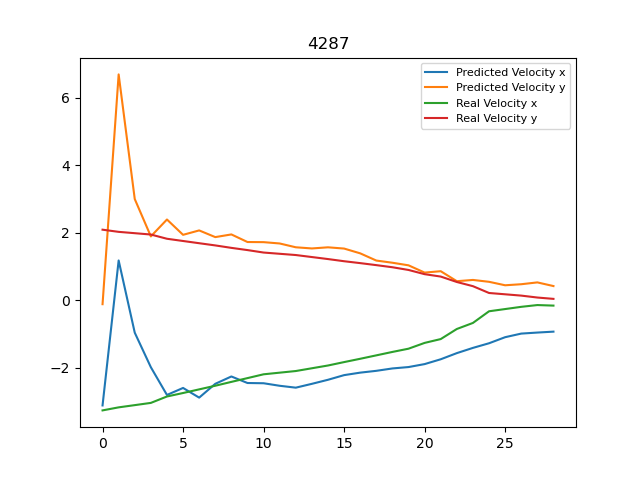 4287
Predicted Velocity x
Predicted Velocity y
Real Velocity x
Real Velocity y
6
4
2
0
−2
0 5 10 15 20 25